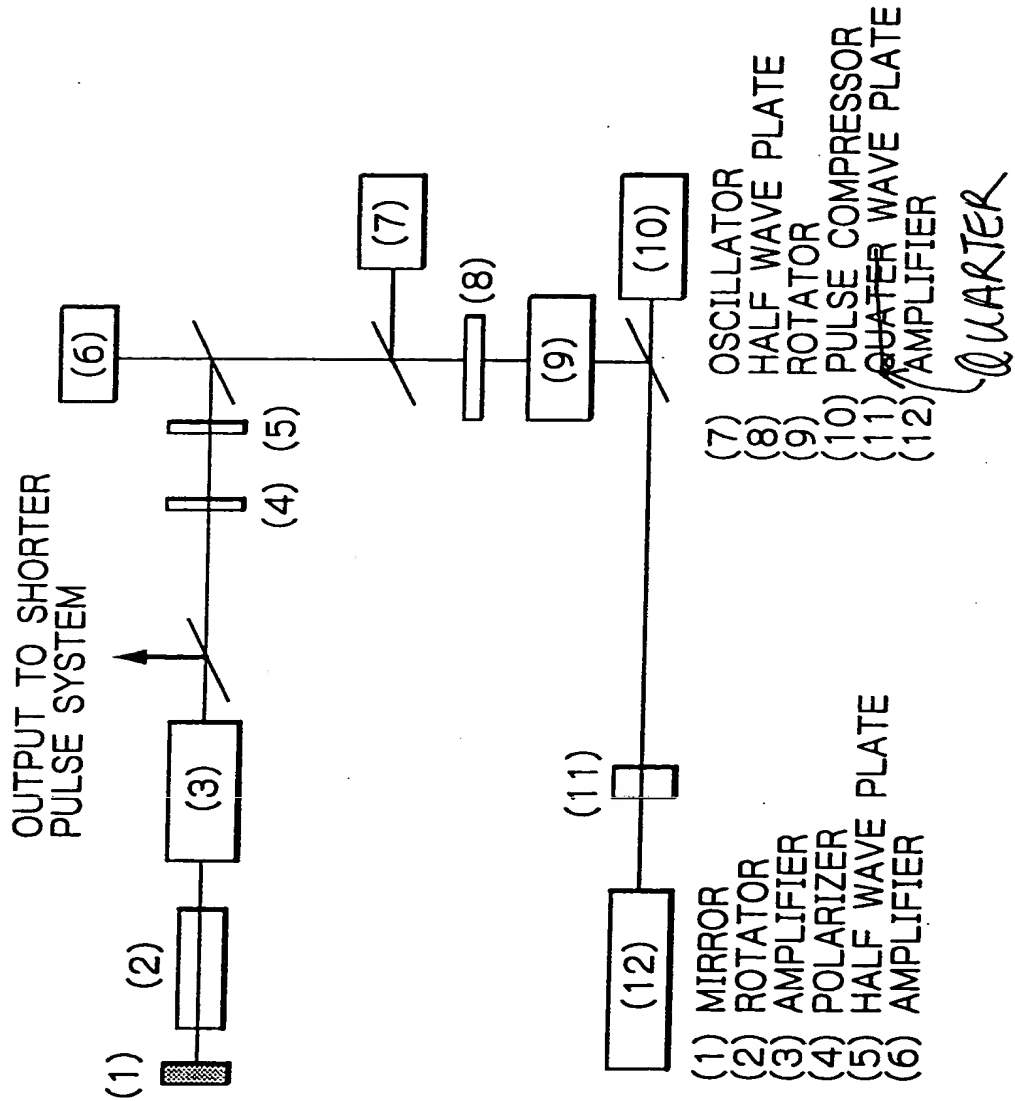 OUTPUT TO SHORTER
PULSE SYSTEM
(1)
(2)
(3)
(4)
(5)
(6)
(7)
(8)
(9)
(10)
(11)
(12)
(1) MIRROR
(2) ROTATOR
(3) AMPLIFIER
(4) POLARIZER
(5) HALF WAVE PLATE
(6) AMPLIFIER
(7) OSCILLATOR
(8) HALF WAVE PLATE
(9) ROTATOR
(10) PULSE COMPRESSOR
(11) QUATER WAVE PLATE
(12) AMPLIFIER
QUARTER